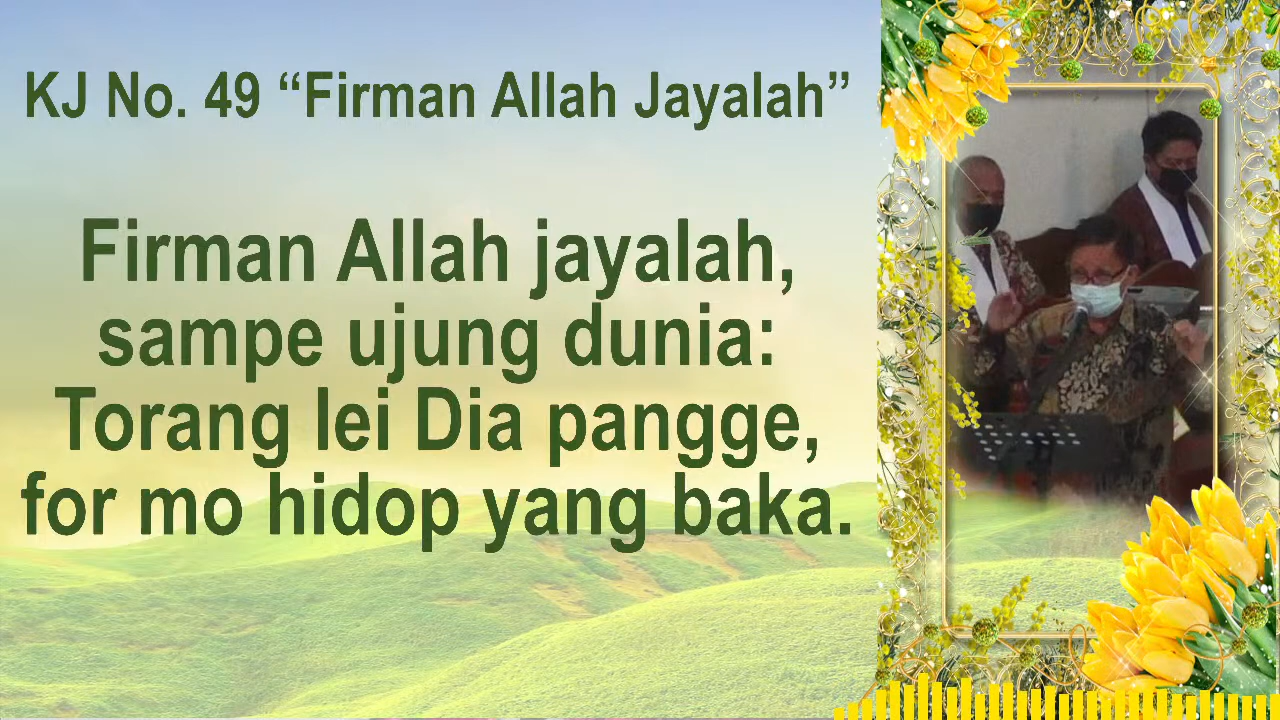 KJ No. 49 “Firman Allah Jayalah”
Firman Allah jayalah,
sampe ujung dunia:
Torang lei Dia pangge,
for mo hidop yang baka.